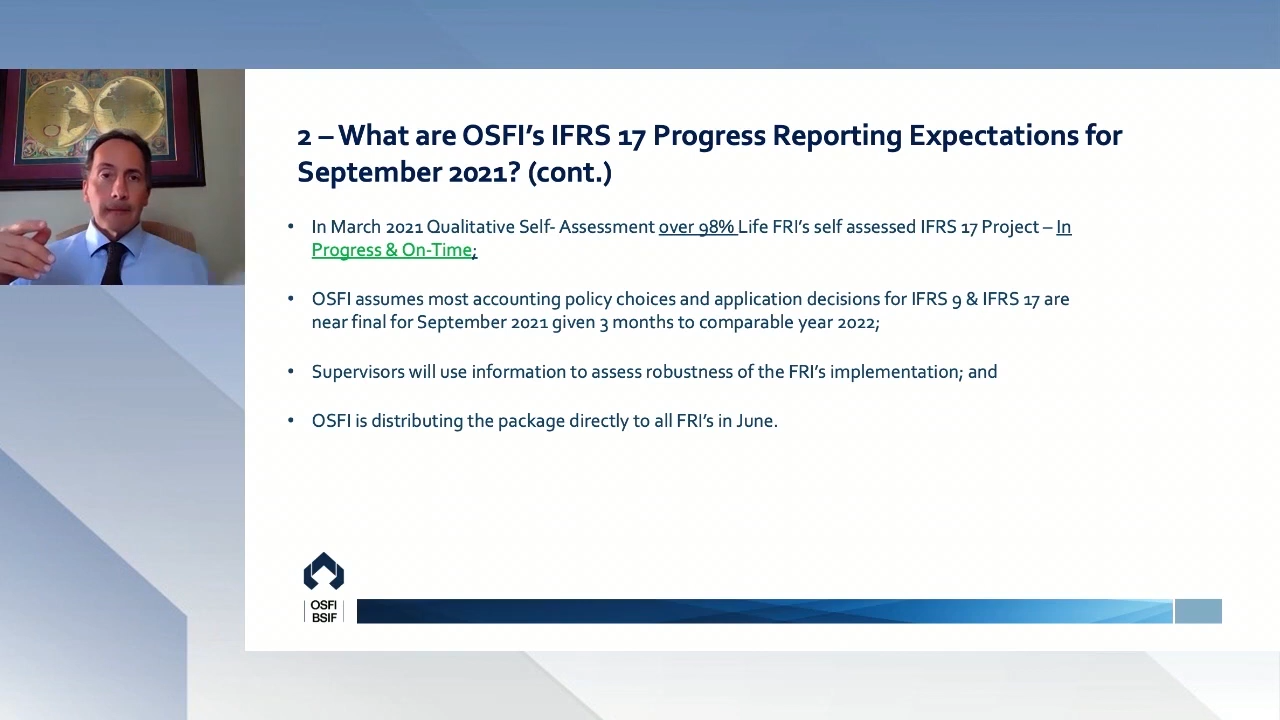 2 – What are OSFI's IFRS 17 Progress Reporting Expectations for
September 2021? (cont.)
• In March 2021 Qualitative Self- Assessment over 98% Life FRI's self assessed IFRS 17 Project – In
Progress & On-Time;
• OSFI assumes most accounting policy choices and application decisions for IFRS 9 & IFRS 17 are
near final for September 2021 given 3 months to comparable year 2022;
• Supervisors will use information to assess robustness of the FRI's implementation; and
• OSFI is distributing the package directly to all FRI's in June.
OSFI
BSIF